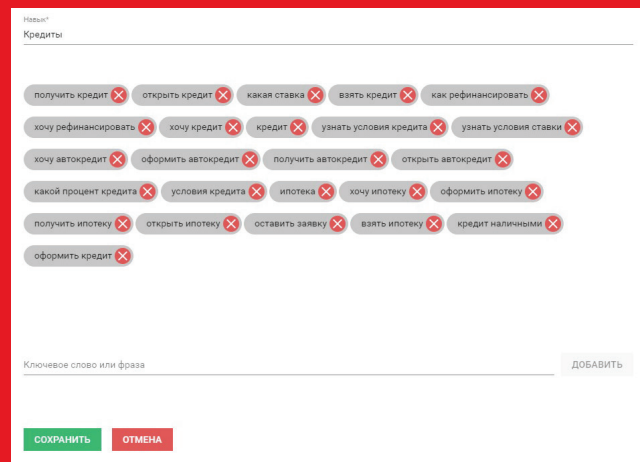 Навык*
Кредиты
получить кредит открыть кредит какая ставка взять кредит как рефинансировать
хочу рефинансировать хочу кредит кредит узнать условия кредита узнать условия ставки
хочу автокредит оформить автокредит получить автокредит открыть автокредит
какой процент кредита условия кредита ипотека хочу ипотеку оформить ипотеку
получить ипотеку открыть ипотеку оставить заявку взять ипотеку кредит наличными
оформить кредит
Ключевое слово или фраза ДОБАВИТЬ
СОХРАНИТЬ ОТМЕНА